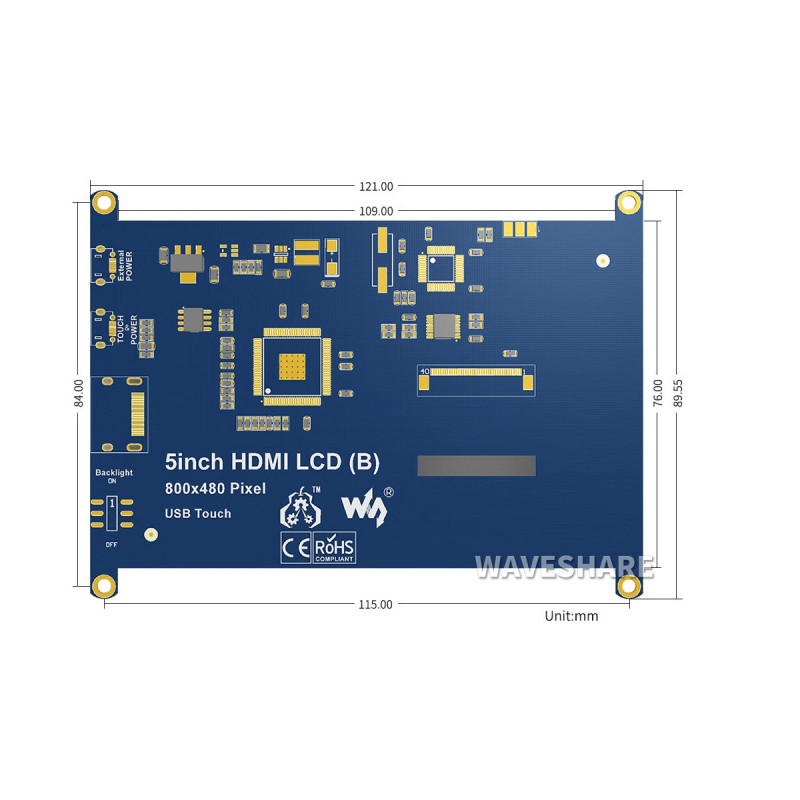 121.00
109.00
External
POWER
TOUCH
&
POWER
84.00
76.00
89.55
40
1
5inch HDMI LCD (B)
800x480 Pixel
USB Touch
Backlight
ON
1
OFF
TM
®
CE
RoHS
COMPLIANT
WAVESHARE
115.00
Unit:mm